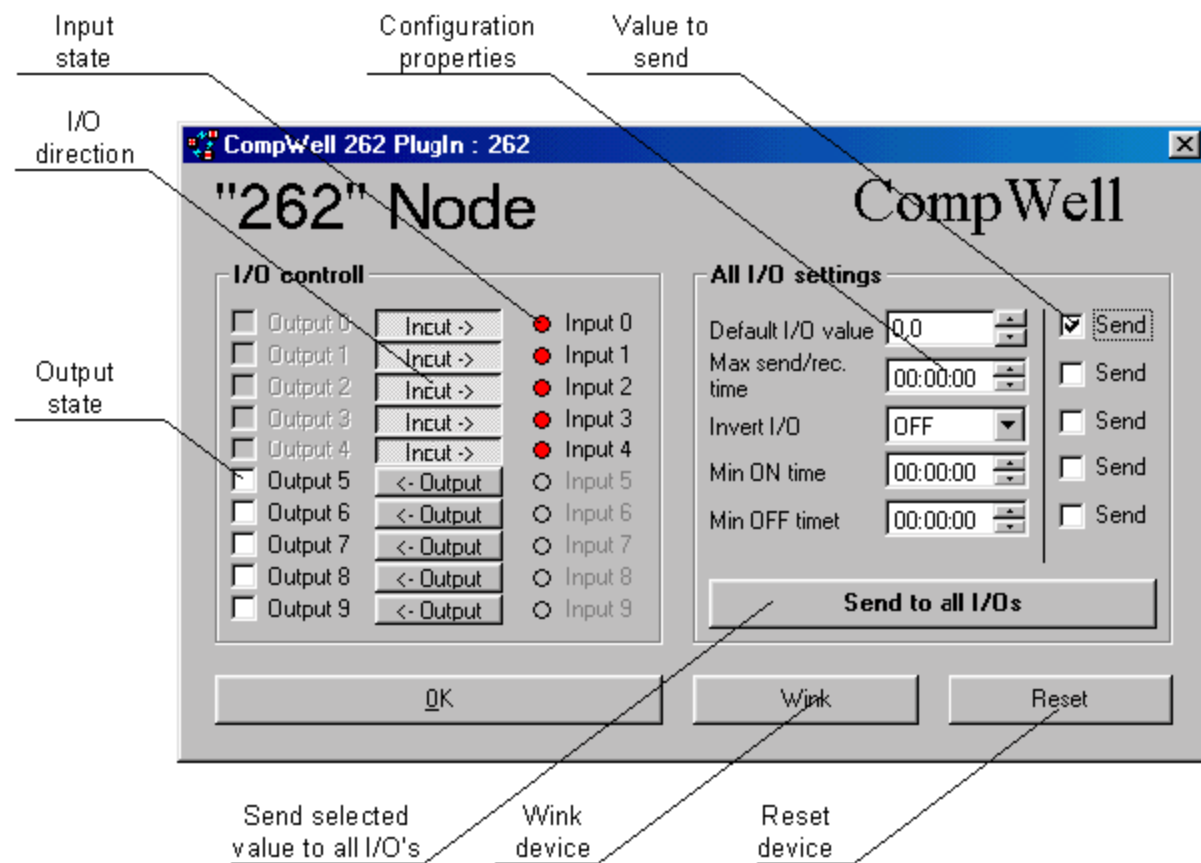 Input
state
Configuration
properties
Value to
send
I/O
direction
CompWell 262 PlugIn : 262
"262" Node
CompWell
I/O controll
All I/O settings
Output 0 Input -> Input 0
Output 1 Input -> Input 1
Output 2 Input -> Input 2
Output 3 Input -> Input 3
Output 4 Input -> Input 4
Output 5 <- Output Input 5
Output 6 <- Output Input 6
Output 7 <- Output Input 7
Output 8 <- Output Input 8
Output 9 <- Output Input 9
Output
state
Default I/O value 0,0 Send
Max send/rec.
time 00:00:00 Send
Invert I/O OFF Send
Min ON time 00:00:00 Send
Min OFF timet 00:00:00 Send
Send to all I/Os
OK
Wink
Reset
Send selected
value to all I/O's
Wink
device
Reset
device